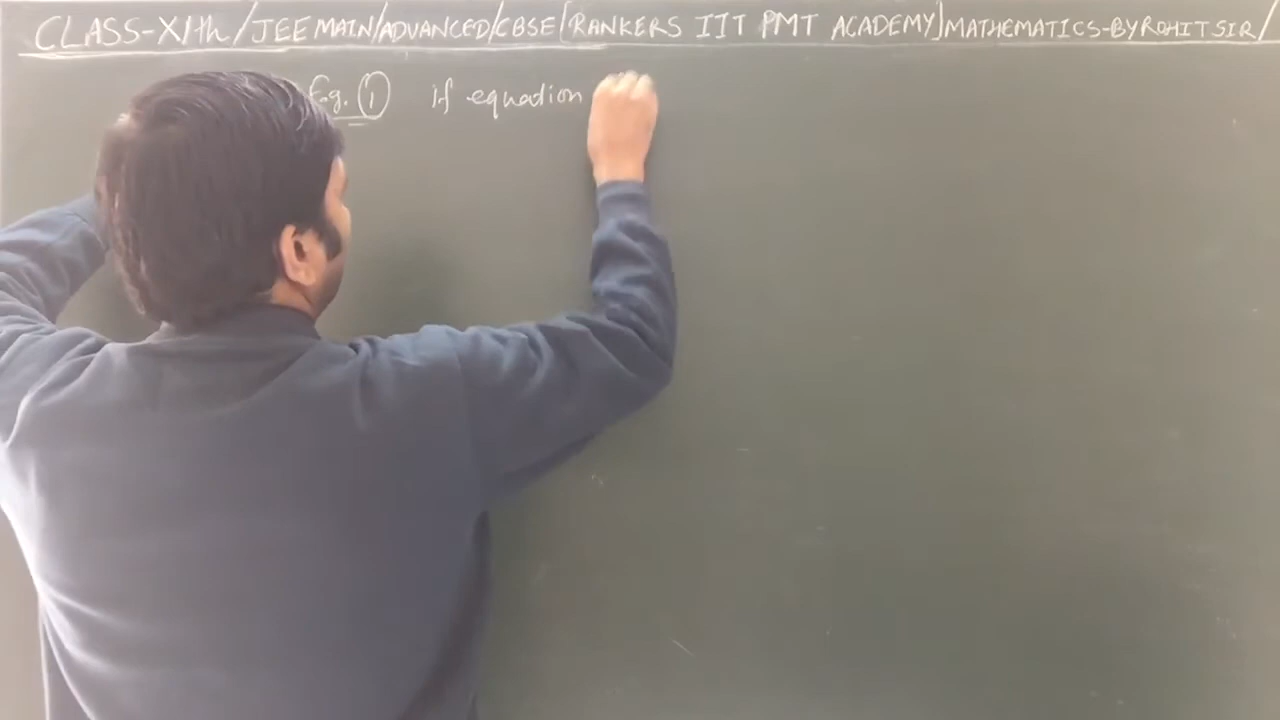 CLASS-XIth/JEE MAIN/ADVANCED/CBSE[RANKERS IIT PMT ACADEMY]MATHEMATICS-BY ROHIT SIR/
Eg. (1) if equation